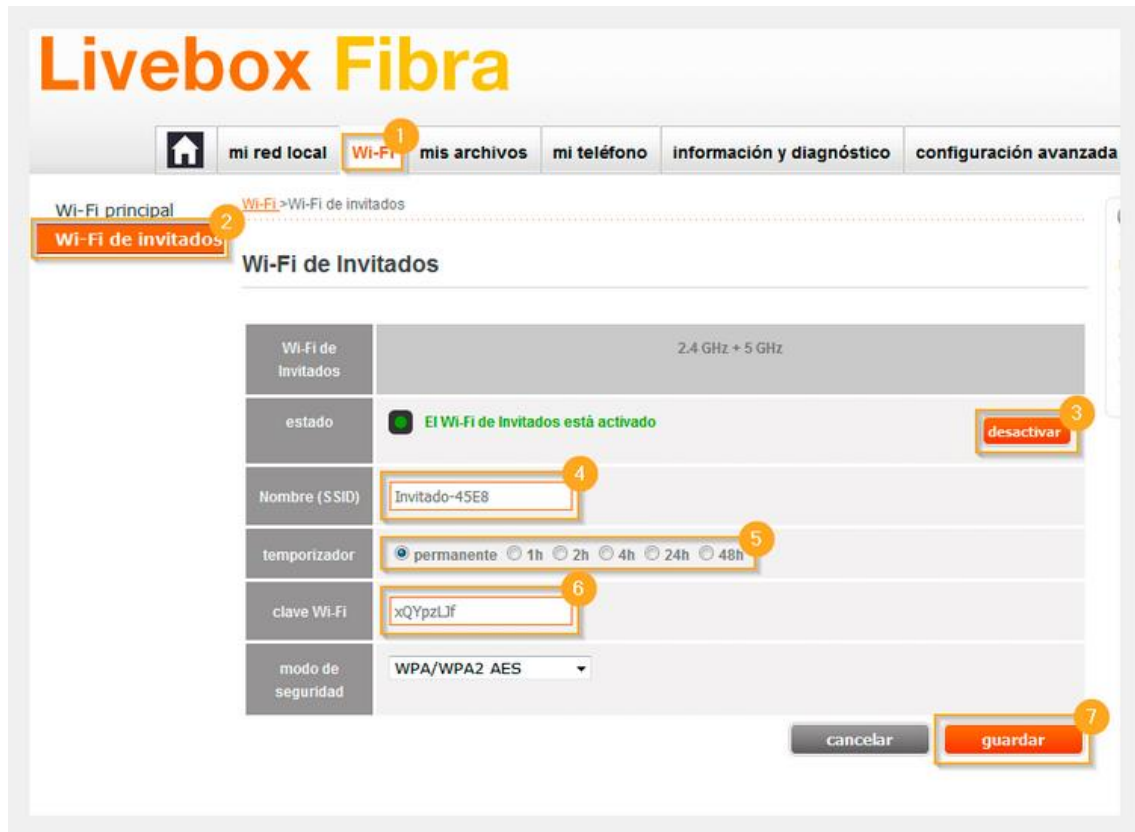 Livebox Fibra
mi red local Wi-Fi mis archivos mi teléfono información y diagnóstico configuración avanzada
1
Wi-Fi principal
2
Wi-Fi de invitados
Wi-Fi >Wi-Fi de invitados
Wi-Fi de Invitados
Wi-Fi de
Invitados
2.4 GHz + 5 GHz
estado
El Wi-Fi de Invitados está activado
desactivar
3
Nombre (SSID)
Invitado-45E8
4
temporizador
permanente 1h 2h 4h 24h 48h
5
clave Wi-Fi
xQYpzLJf
6
modo de
seguridad
WPA/WPA2 AES
cancelar
guardar
7